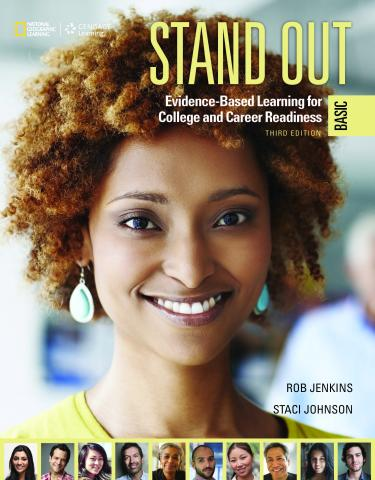 NATIONAL
GEOGRAPHIC
LEARNING
CENGAGE
Learning
STAND OUT
Evidence-Based Learning for
College and Career Readiness
BASIC
THIRD EDITION
ROB JENKINS
STACI JOHNSON